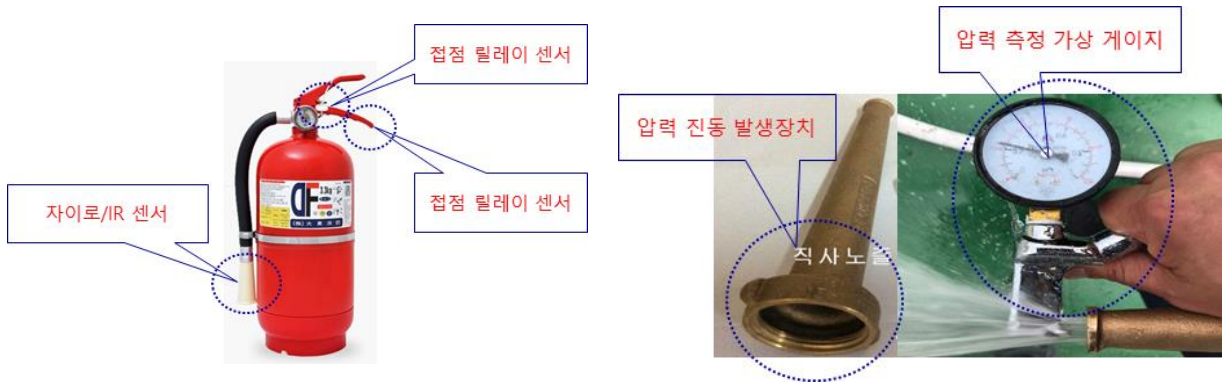 접점 릴레이 센서
접점 릴레이 센서
자이로/IR 센서
3.3kg
압력 진동 발생장치
직사노즐
압력 측정 가상 게이지